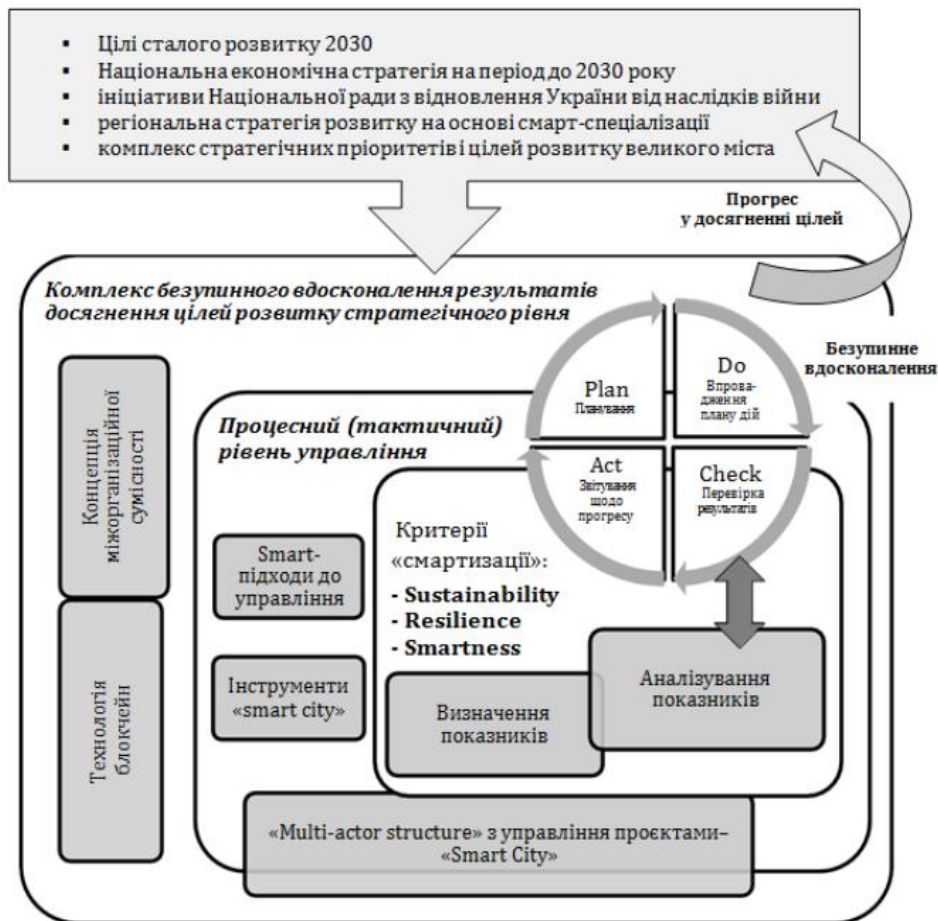 ▪ Цілі сталого розвитку 2030
▪ Національна економічна стратегія на період до 2030 року
▪ ініціативи Національної ради з відновлення України від наслідків війни
▪ регіональна стратегія розвитку на основі смарт-спеціалізації
▪ комплекс стратегічних пріоритетів і цілей розвитку великого міста
Прогрес
у досягненні цілей
Комплекс безупинного вдосконалення результатів
досягнення цілей розвитку стратегічного рівня
Безупинне
вдосконалення
Plan
Планування
Do
Впрова-
дження
плану дій
Act
Звітування
щодо
прогресу
Check
Перевірка
результатів
Концепція
міжорганізаційної
сумісності
Технологія
блокчейн
Процесний (тактичний)
рівень управління
Smart-
підходи до
управління
Інструменти
«smart city»
Критерії
«смартизації»:
- Sustainability
- Resilience
- Smartness
Визначення
показників
Аналізування
показників
«Multi-actor structure» з управління проєктами–
«Smart City»